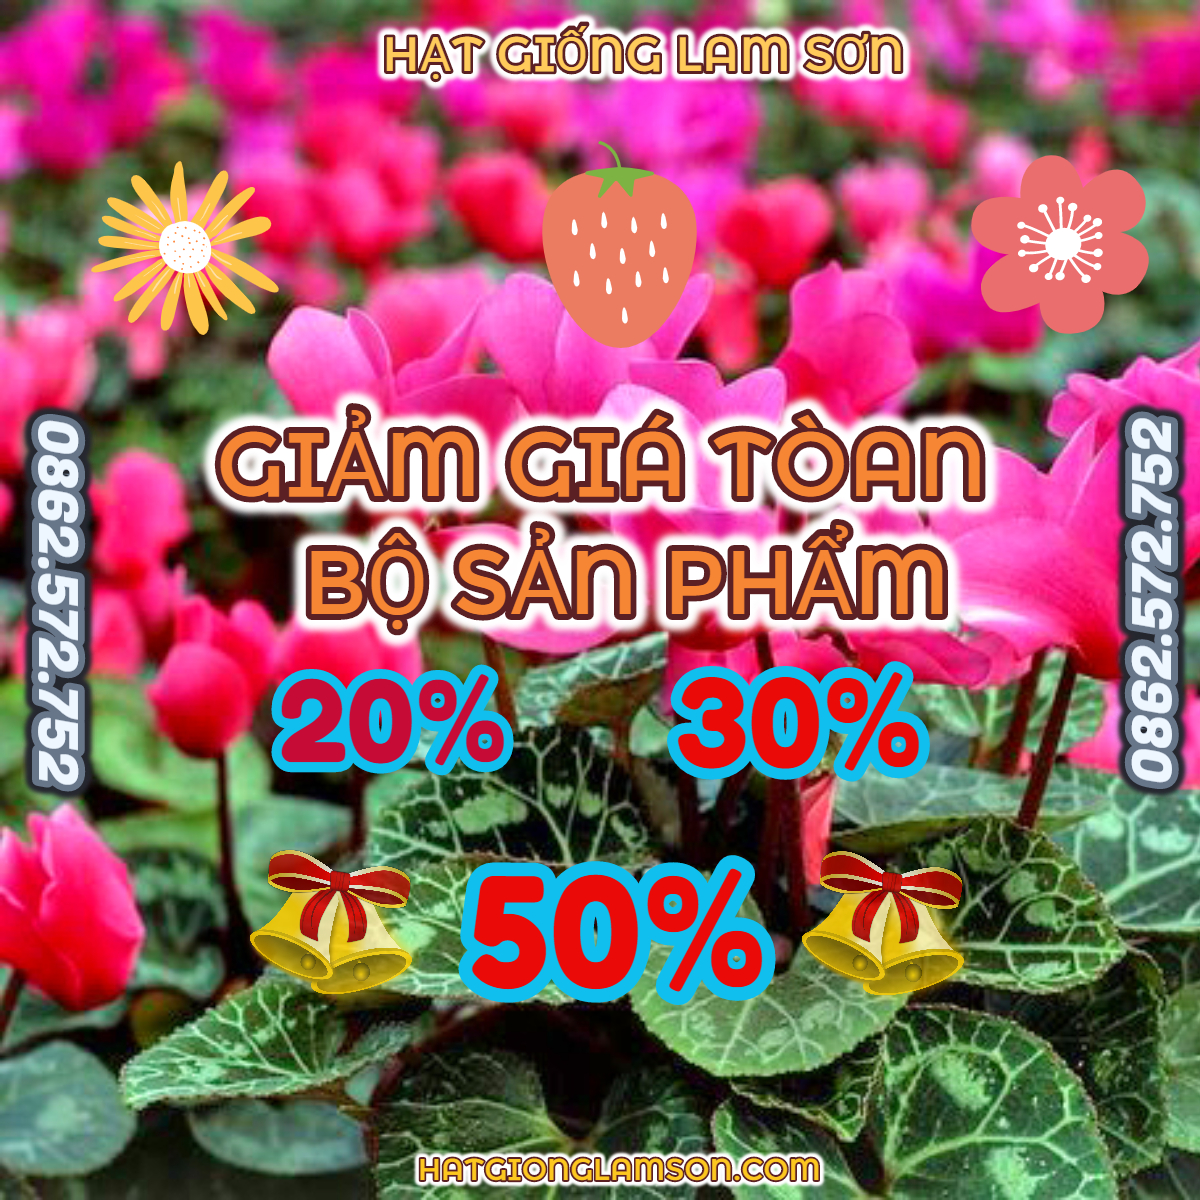 HẠT GIỐNG LAM SƠN
GIẢM GIÁ TÒAN
BỘ SẢN PHẨM
0862.572.752
0862.572.752
20% 30%
50%
HATGIONGLAMSON.COM